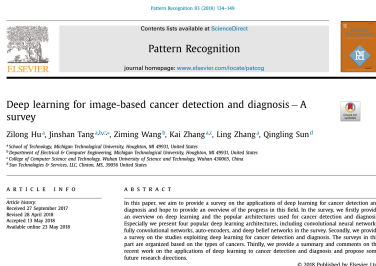 Pattern Recognition 83 (2018) 134–149
Contents lists available at ScienceDirect
Pattern Recognition
journal homepage: www.elsevier.com/locate/patcog
ELSEVIER
Deep learning for image-based cancer detection and diagnosis – A
survey
Zilong Hu a, Jinshan Tang a,b,c,*, Ziming Wang b, Kai Zhang a,c, Ling Zhang a, Qingling Sun d
a School of Technology, Michigan Technological University, Houghton, MI 49931, United States
b Department of Electrical & Computer Engineering, Michigan Technological University, Houghton, MI 49931, United States
c College of Computer Science and Technology, Wuhan University of Science and Technology, Wuhan 430065, China
d Sun Technologies & Services, LLC, Clinton, MS, 39056 United States
ARTICLE INFO
Article history:
Received 27 September 2017
Revised 28 April 2018
Accepted 13 May 2018
Available online 23 May 2018
ABSTRACT
In this paper, we aim to provide a survey on the applications of deep learning for cancer detection an
diagnosis and hope to provide an overview of the progress in this field. In the survey, we firstly provid
an overview on deep learning and the popular architectures used for cancer detection and diagnosi
Especially we present four popular deep learning architectures, including convolutional neural network
fully convolutional networks, auto-encoders, and deep belief networks in the survey. Secondly, we provid
a survey on the studies exploiting deep learning for cancer detection and diagnosis. The surveys in th
part are organized based on the types of cancers. Thirdly, we provide a summary and comments on th
recent work on the applications of deep learning to cancer detection and diagnosis and propose som
future research directions.
© 2018 Published by Elsevier Ltd